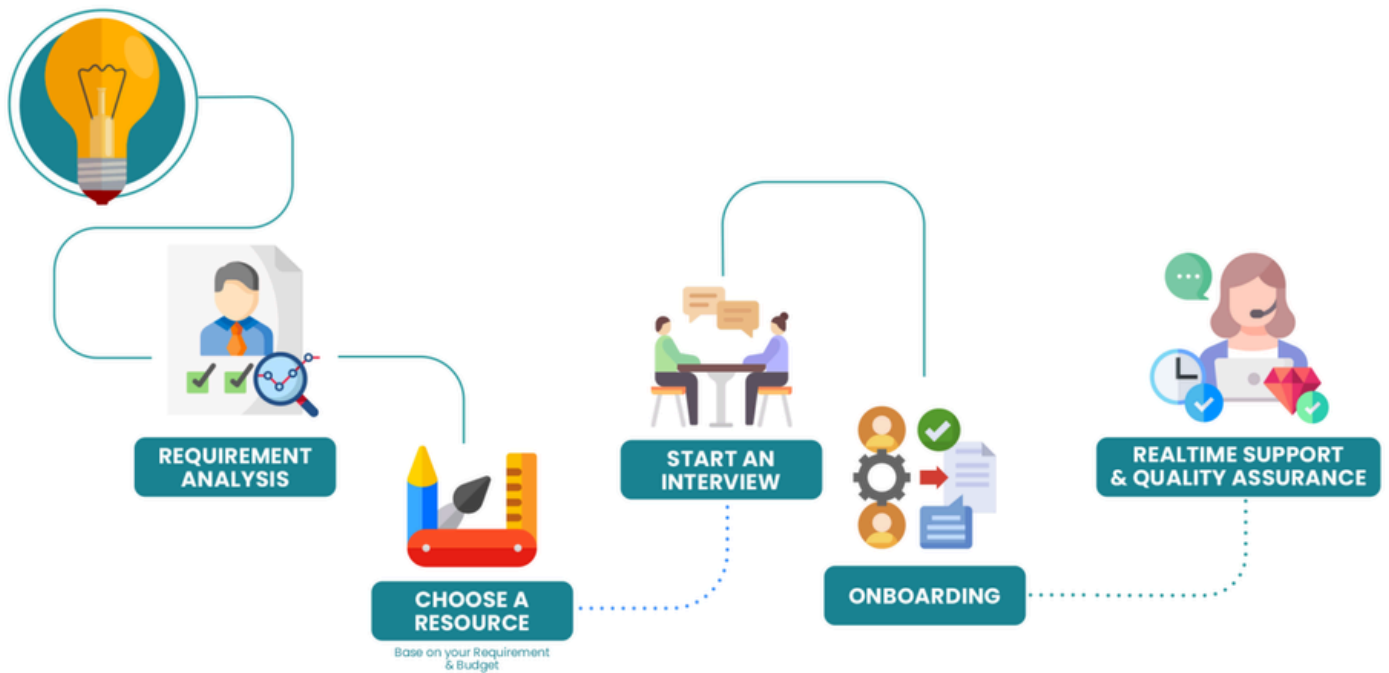 REQUIREMENT
ANALYSIS
CHOOSE A
RESOURCE
Base on your Requirement
& Budget
START AN
INTERVIEW
ONBOARDING
REALTIME SUPPORT
& QUALITY ASSURANCE